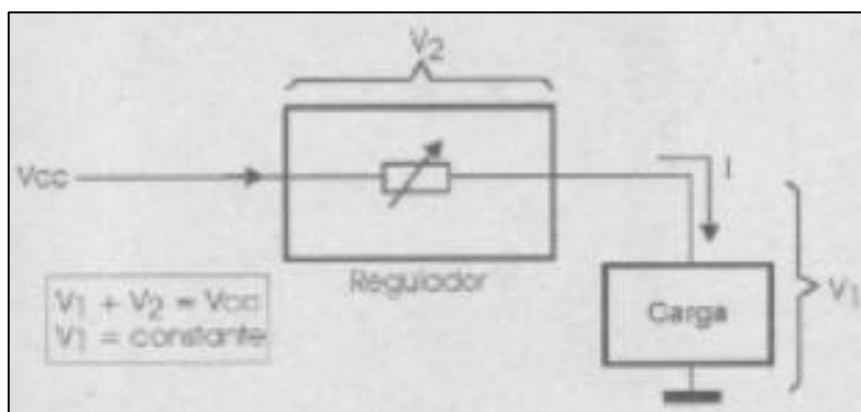 V2
Vcc
I
Regulador
V1 + V2 = Vcc
V1 = constante
Carga
V1